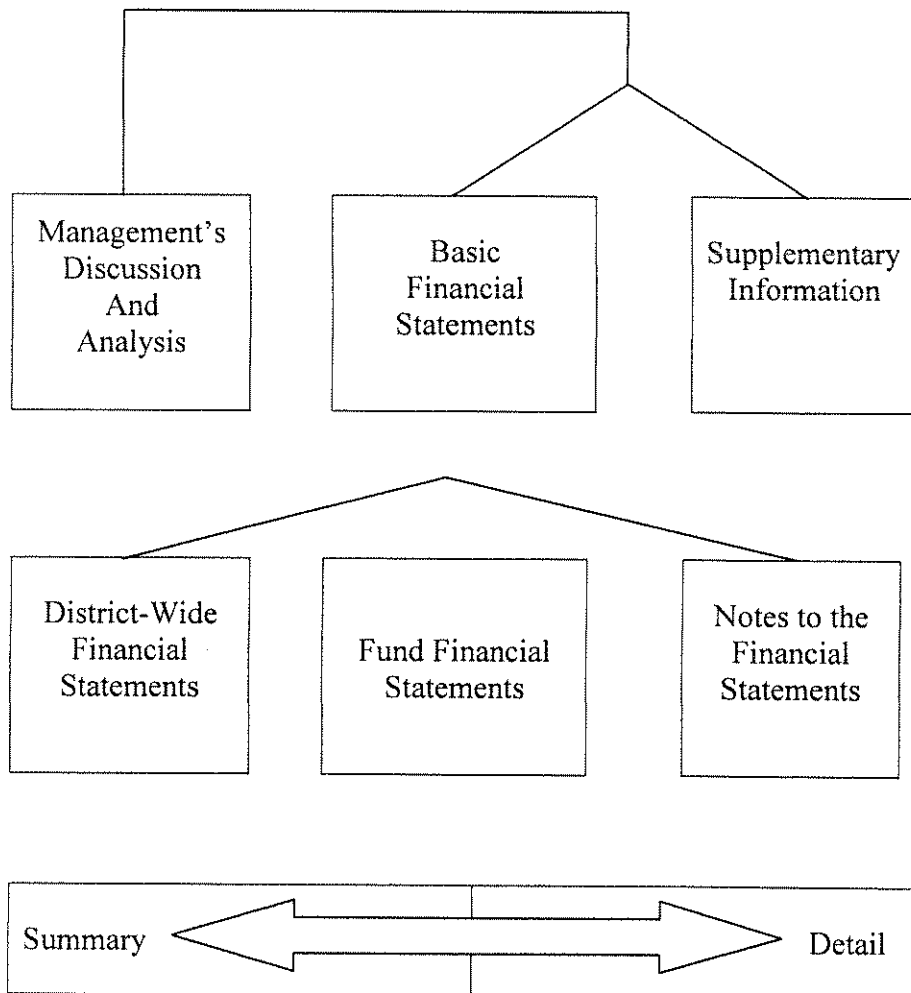 Management's
Discussion
And
Analysis
Basic
Financial
Statements
Supplementary
Information
District-Wide
Financial
Statements
Fund Financial
Statements
Notes to the
Financial
Statements
Summary
Detail